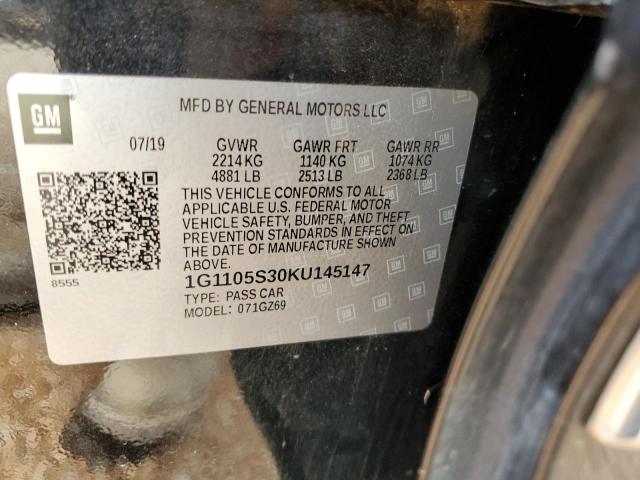 GM
MFD BY GENERAL MOTORS LLC
07/19 GVWR GAWR FRT GAWR RR
2214 KG 1140 KG 1074 KG
4881 LB 2513 LB 2368 LB
THIS VEHICLE CONFORMS TO ALL
APPLICABLE U.S. FEDERAL MOTOR
VEHICLE SAFETY, BUMPER, AND THEFT
PREVENTION STANDARDS IN EFFECT ON
THE DATE OF MANUFACTURE SHOWN
ABOVE.
8555
1G1105S30KU145147
TYPE: PASS CAR
MODEL: 071GZ69